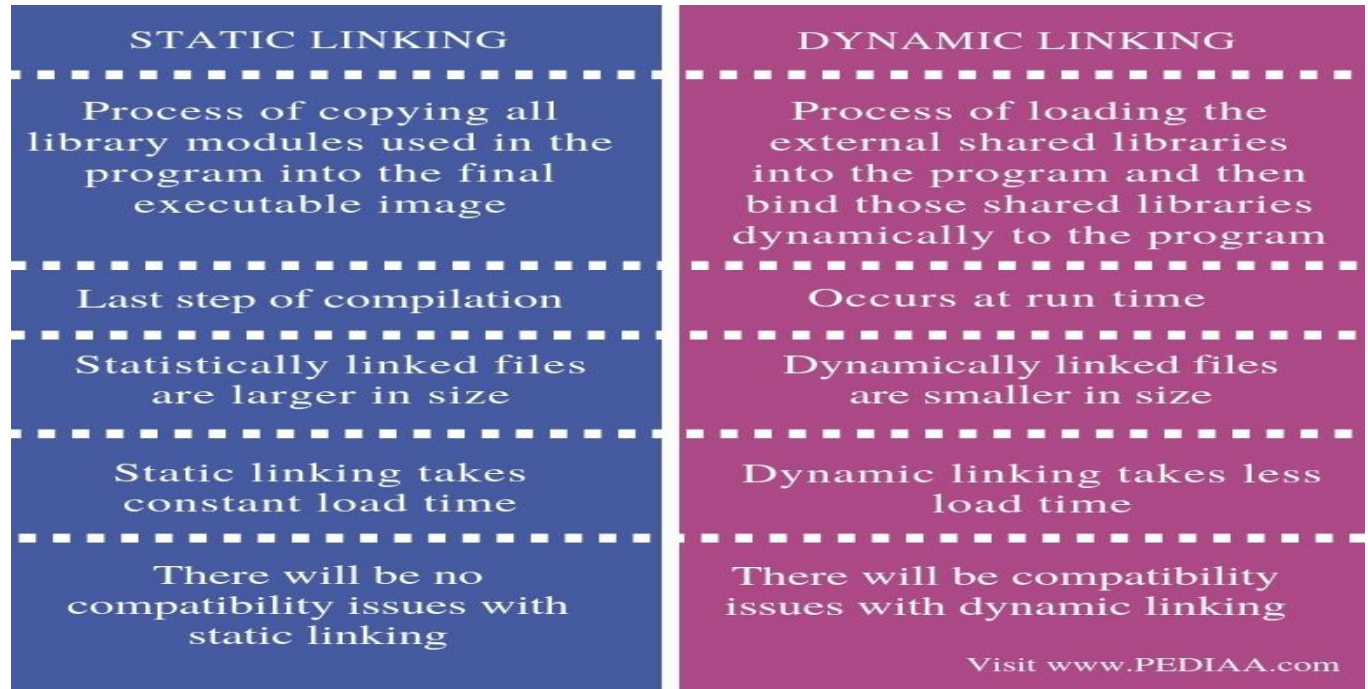 STATIC LINKING
Process of copying all
library modules used in the
program into the final
executable image
Last step of compilation
Statistically linked files
are larger in size
Static linking takes
constant load time
There will be no
compatibility issues with
static linking
DYNAMIC LINKING
Process of loading the
external shared libraries
into the program and then
bind those shared libraries
dynamically to the program
Occurs at run time
Dynamically linked files
are smaller in size
Dynamic linking takes less
load time
There will be compatibility
issues with dynamic linking
Visit www.PEDIAA.com